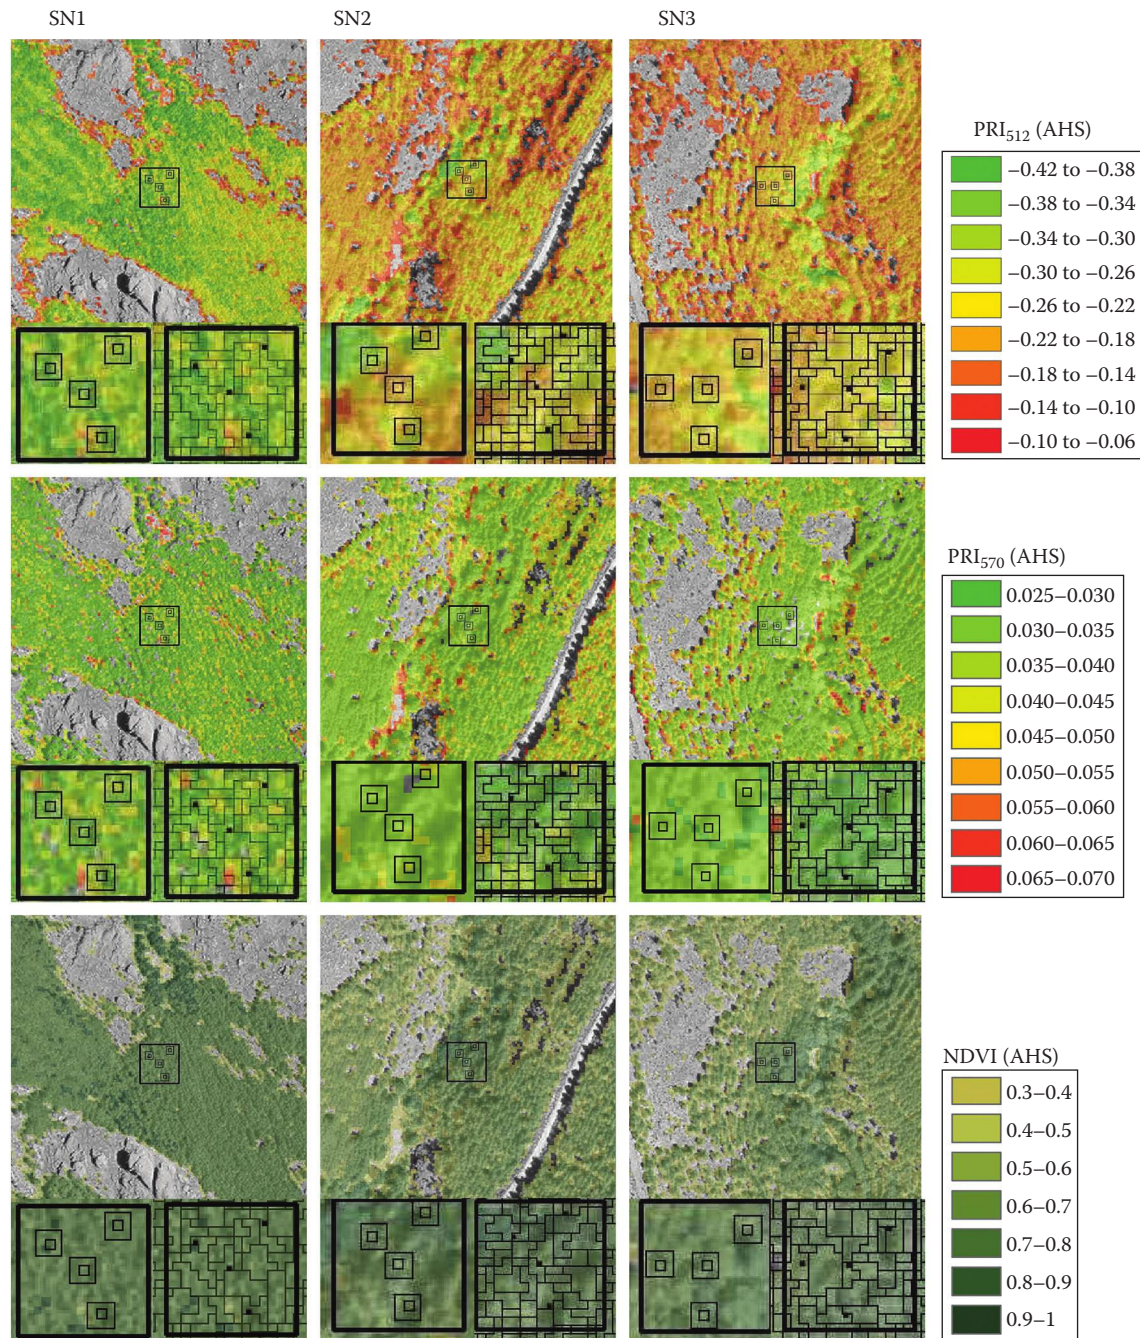 SN1
SN2
SN3
PRI512 (AHS)
−0.42 to −0.38
−0.38 to −0.34
−0.34 to −0.30
−0.30 to −0.26
−0.26 to −0.22
−0.22 to −0.18
−0.18 to −0.14
−0.14 to −0.10
−0.10 to −0.06
PRI570 (AHS)
0.025–0.030
0.030–0.035
0.035–0.040
0.040–0.045
0.045–0.050
0.050–0.055
0.055–0.060
0.060–0.065
0.065–0.070
NDVI (AHS)
0.3–0.4
0.4–0.5
0.5–0.6
0.6–0.7
0.7–0.8
0.8–0.9
0.9–1